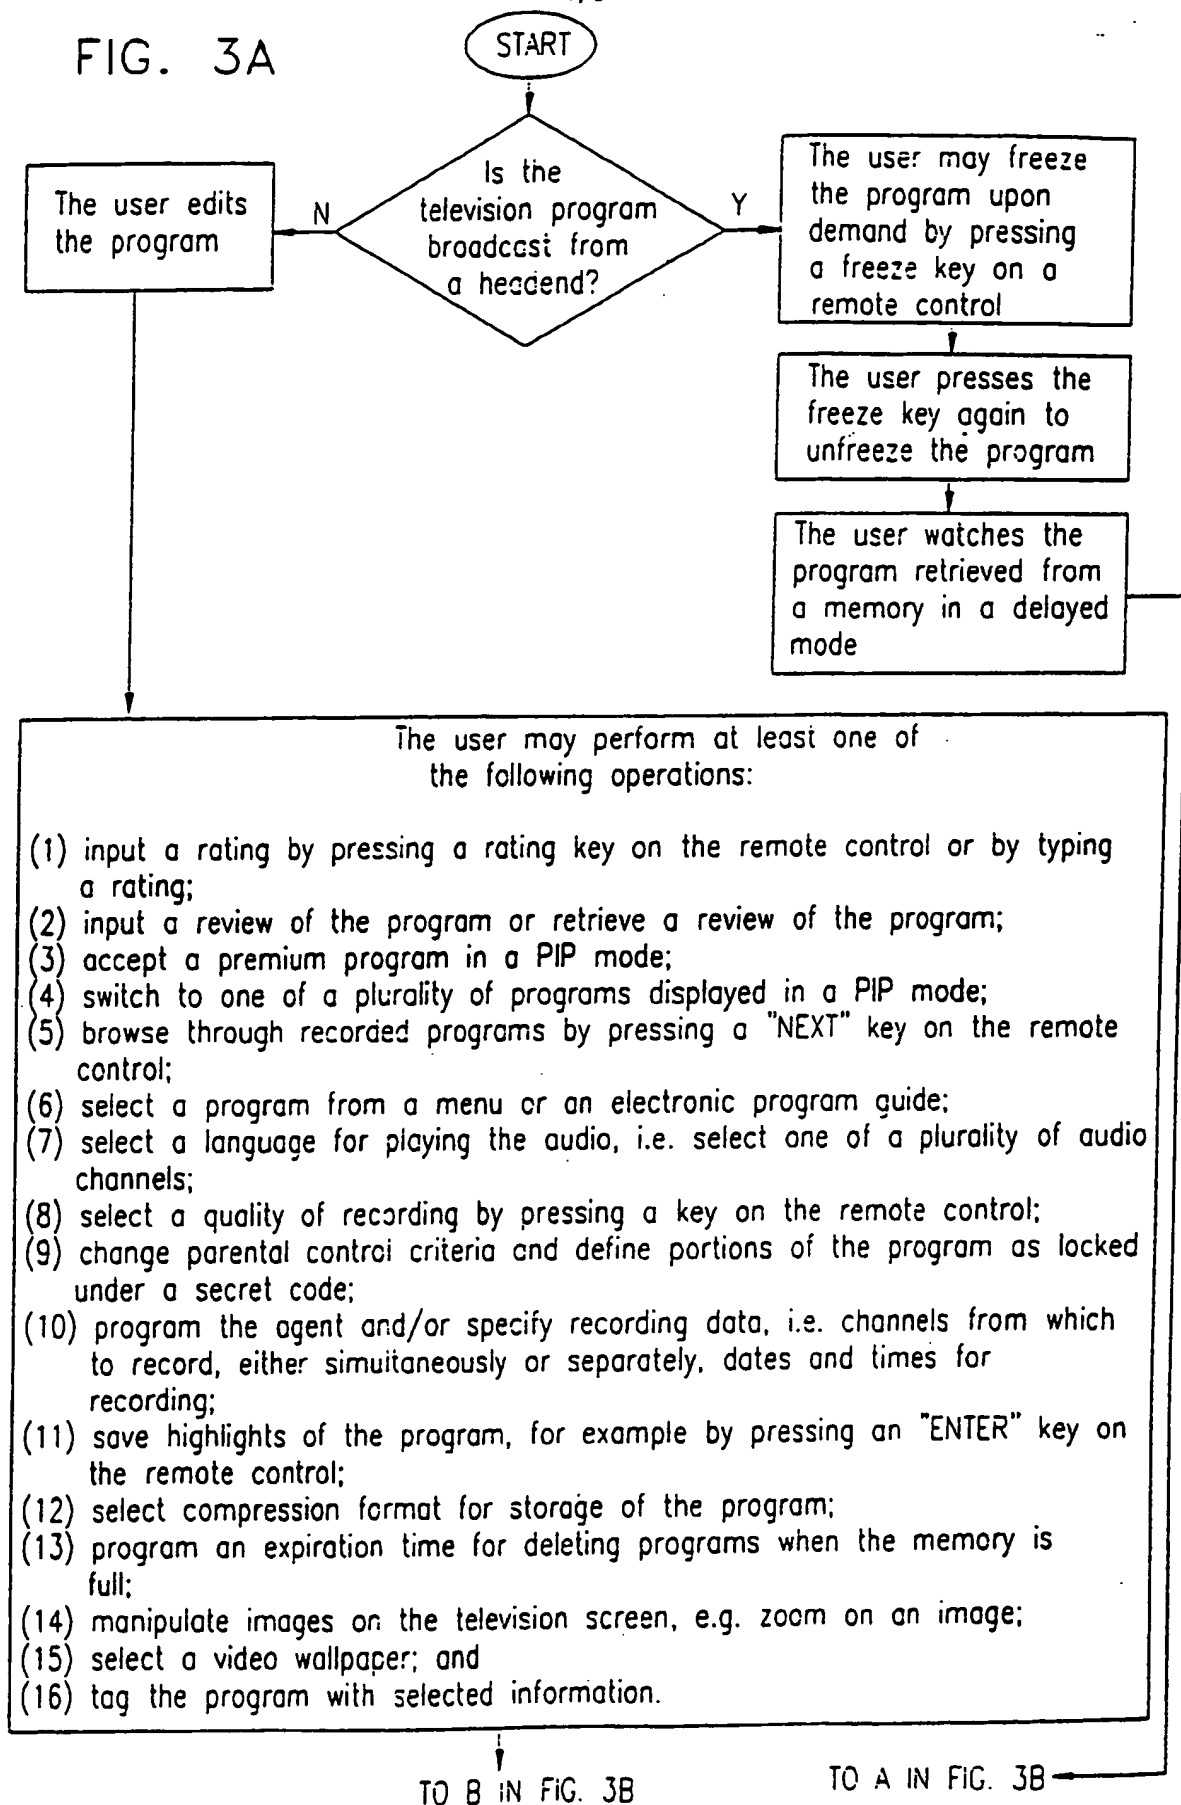 FIG. 3A
START
Is the
television program
broadcast from
a headend?
N
Y
The user edits
the program
The user may freeze
the program upon
demand by pressing
a freeze key on a
remote control
The user presses the
freeze key again to
unfreeze the program
The user watches the
program retrieved from
a memory in a delayed
mode
The user may perform at least one of
the following operations:
(1) input a rating by pressing a rating key on the remote control or by typing
a rating;
(2) input a review of the program or retrieve a review of the program;
(3) accept a premium program in a PIP mode;
(4) switch to one of a plurality of programs displayed in a PIP mode;
(5) browse through recorded programs by pressing a "NEXT" key on the remote
control;
(6) select a program from a menu or an electronic program guide;
(7) select a language for playing the audio, i.e. select one of a plurality of audio
channels;
(8) select a quality of recording by pressing a key on the remote control;
(9) change parental control criteria and define portions of the program as locked
under a secret code;
(10) program the agent and/or specify recording data, i.e. channels from which
to record, either simultaneously or separately, dates and times for
recording;
(11) save highlights of the program, for example by pressing an "ENTER" key on
the remote control;
(12) select compression format for storage of the program;
(13) program an expiration time for deleting programs when the memory is
full;
(14) manipulate images on the television screen, e.g. zoom on an image;
(15) select a video wallpaper; and
(16) tag the program with selected information.
TO B IN FIG. 3B
TO A IN FIG. 3B